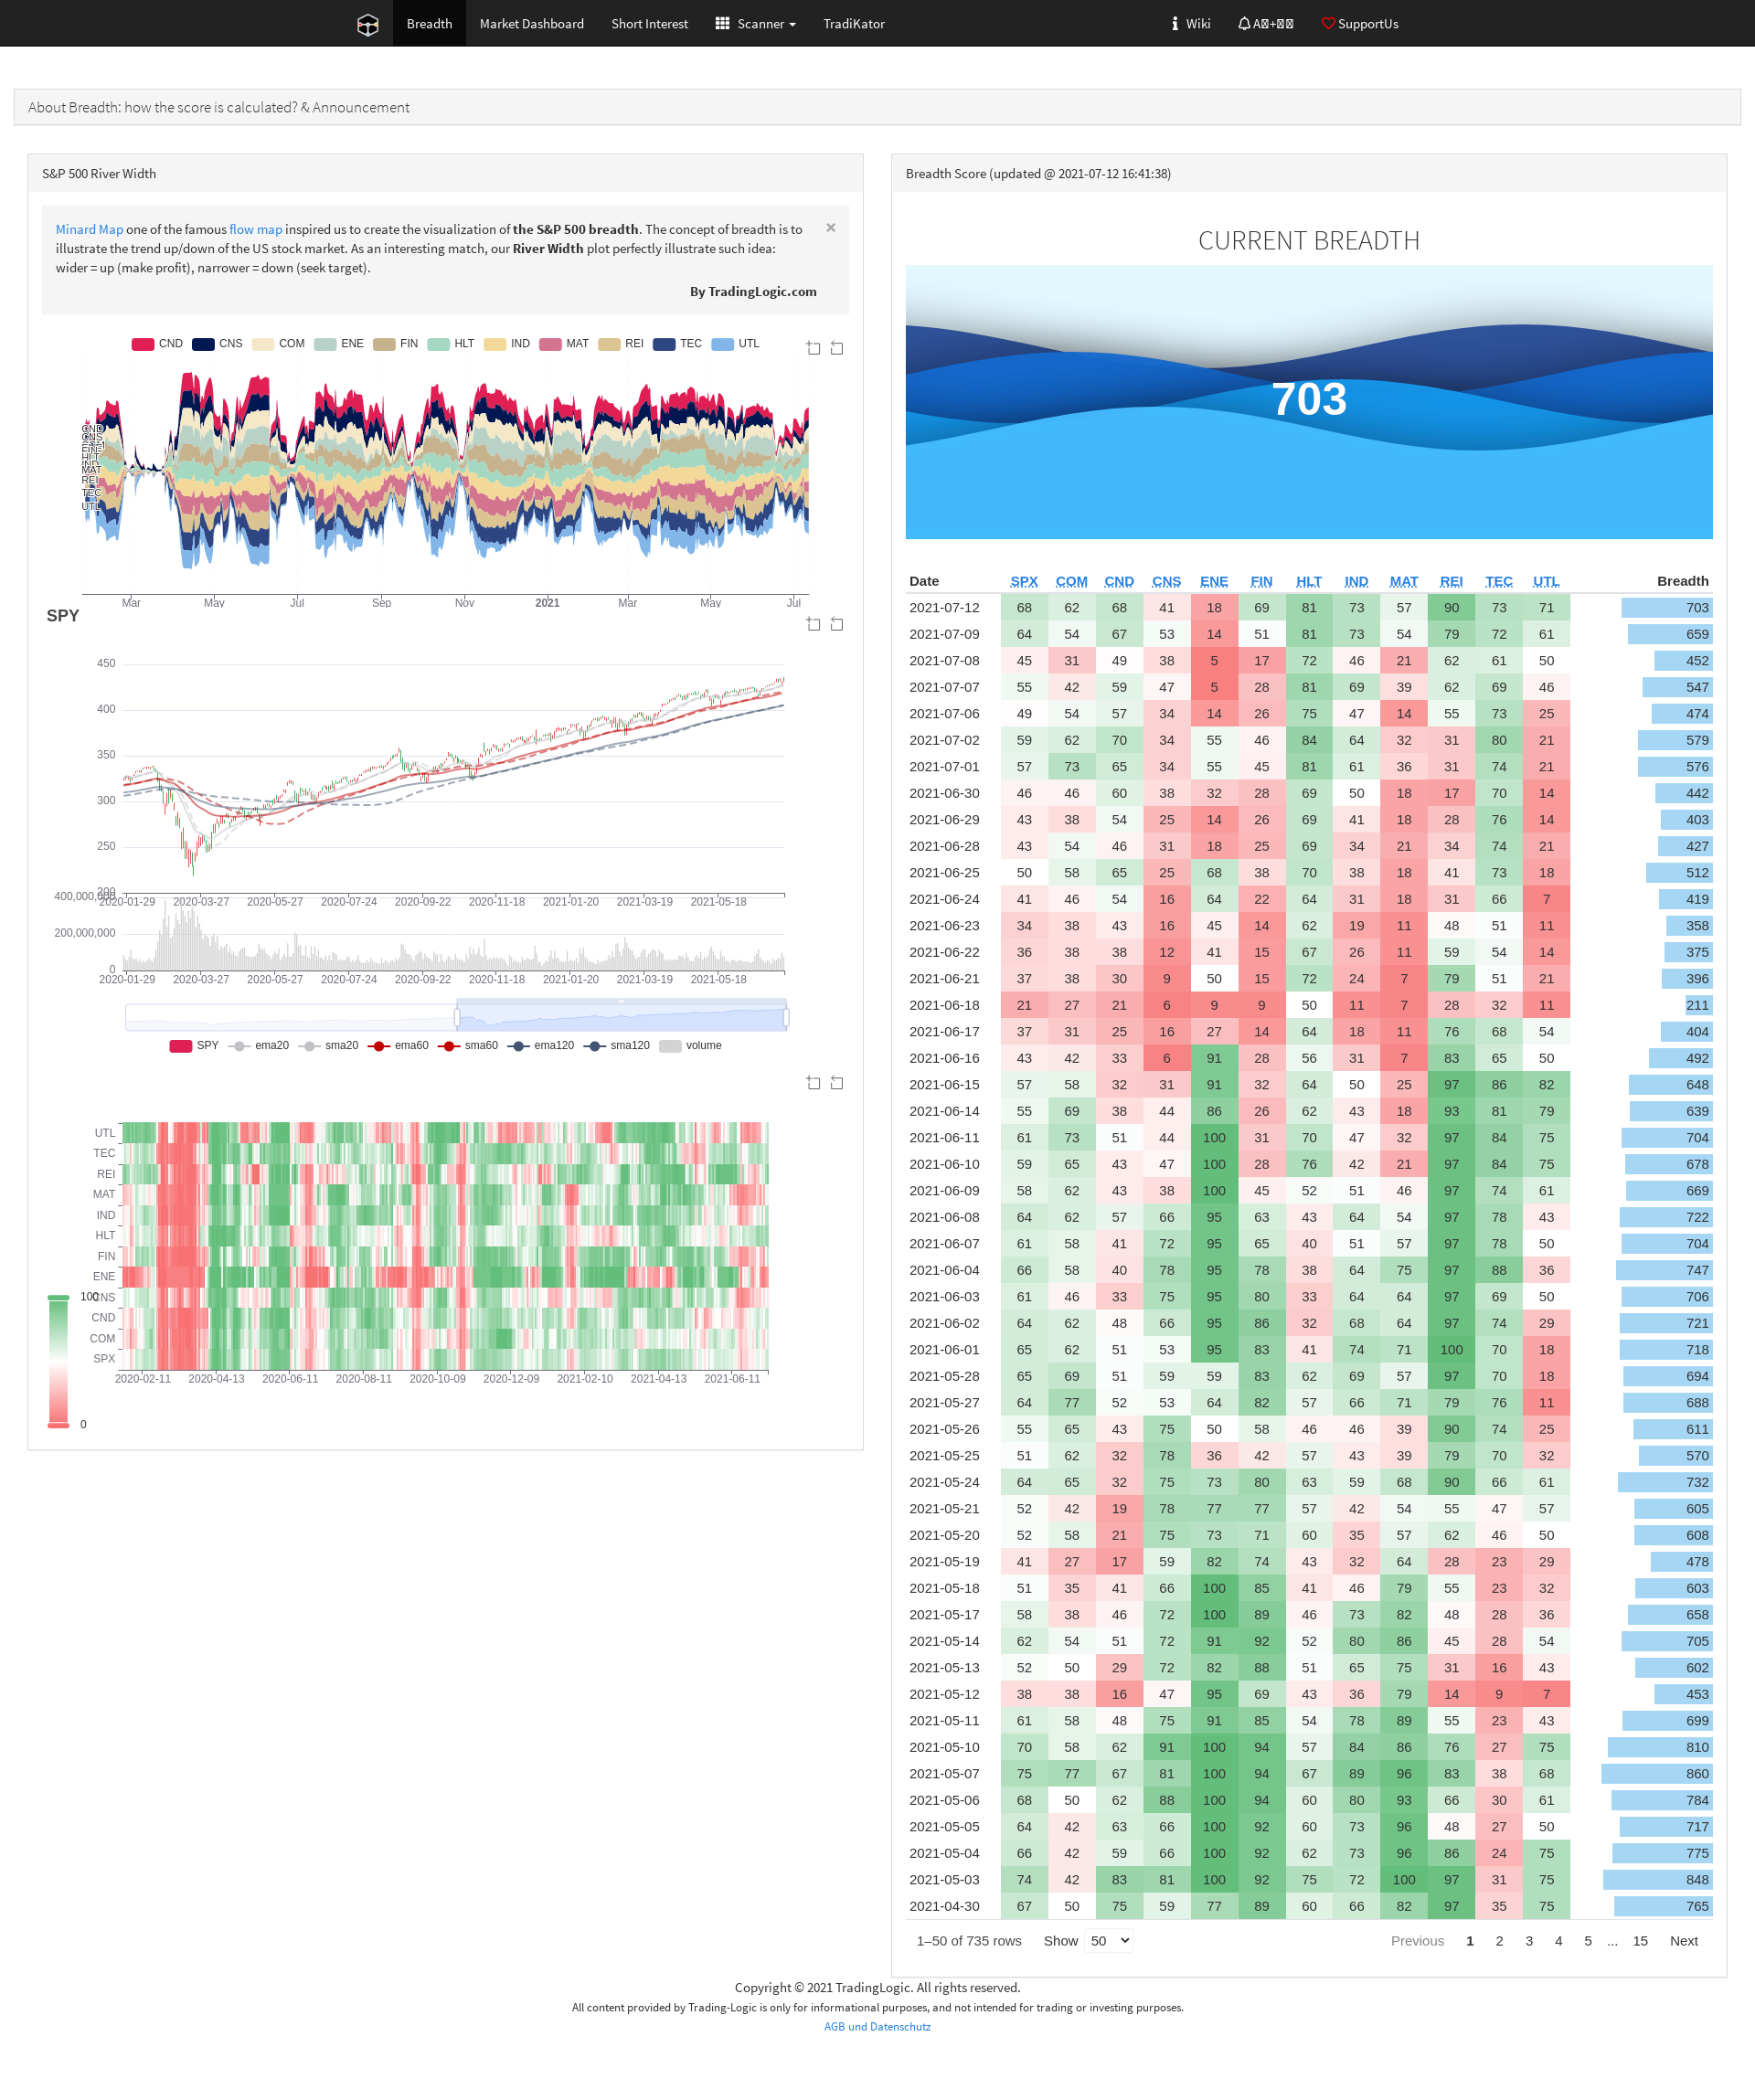 Breadth Market Dashboard Short Interest Scanner TradiKator Wiki SupportUs
About Breadth: how the score is calculated? & Announcement
S&P 500 River Width
Minard Map one of the famous flow map inspired us to create the visualization of the S&P 500 breadth. The concept of breadth is to
illustrate the trend up/down of the US stock market. As an interesting match, our River Width plot perfectly illustrate such idea:
wider = up (make profit), narrower = down (seek target).
×
By TradingLogic.com
CND CNS COM ENE FIN HLT IND MAT REI TEC UTL
CND
CNS
FIN
HLT
MAT
REI
TEC
UTL
Mar May Jul Sep Nov 2021 Mar May Jul
SPY
450
400
350
300
250
200
2020-01-29 2020-03-27 2020-05-27 2020-07-24 2020-09-22 2020-11-18 2021-01-20 2021-03-19 2021-05-18
400,000,000
200,000,000
0
2020-01-29 2020-03-27 2020-05-27 2020-07-24 2020-09-22 2020-11-18 2021-01-20 2021-03-19 2021-05-18
SPY ema20 sma20 ema60 sma60 ema120 sma120 volume
UTL
TEC
REI
MAT
IND
HLT
FIN
ENE
CNS
CND
COM
SPX
2020-02-11 2020-04-13 2020-06-11 2020-08-11 2020-10-09 2020-12-09 2021-02-10 2021-04-13 2021-06-11
100
0
Breadth Score (updated @ 2021-07-12 16:41:38)
CURRENT BREADTH
703
Date SPX COM CND CNS ENE FIN HLT IND MAT REI TEC UTL Breadth
2021-07-12 68 62 68 41 18 69 81 73 57 90 73 71 703
2021-07-09 64 54 67 53 14 51 81 73 54 79 72 61 659
2021-07-08 45 31 49 38 5 17 72 46 21 62 61 50 452
2021-07-07 55 42 59 47 5 28 81 69 39 62 69 46 547
2021-07-06 49 54 57 34 14 26 75 47 14 55 73 25 474
2021-07-02 59 62 70 34 55 46 84 64 32 31 80 21 579
2021-07-01 57 73 65 34 55 45 81 61 36 31 74 21 576
2021-06-30 46 46 60 38 32 28 69 50 18 17 70 14 442
2021-06-29 43 38 54 25 14 26 69 41 18 28 76 14 403
2021-06-28 43 54 46 31 18 25 69 34 21 34 74 21 427
2021-06-25 50 58 65 25 68 38 70 38 18 41 73 18 512
2021-06-24 41 46 54 16 64 22 64 31 18 31 66 7 419
2021-06-23 34 38 43 16 45 14 62 19 11 48 51 11 358
2021-06-22 36 38 38 12 41 15 67 26 11 59 54 14 375
2021-06-21 37 38 30 9 50 15 72 24 7 79 51 21 396
2021-06-18 21 27 21 6 9 9 50 11 7 28 32 11 211
2021-06-17 37 31 25 16 27 14 64 18 11 76 68 54 404
2021-06-16 43 42 33 6 91 28 56 31 7 83 65 50 492
2021-06-15 57 58 32 31 91 32 64 50 25 97 86 82 648
2021-06-14 55 69 38 44 86 26 62 43 18 93 81 79 639
2021-06-11 61 73 51 44 100 31 70 47 32 97 84 75 704
2021-06-10 59 65 43 47 100 28 76 42 21 97 84 75 678
2021-06-09 58 62 43 38 100 45 52 51 46 97 74 61 669
2021-06-08 64 62 57 66 95 63 43 64 54 97 78 43 722
2021-06-07 61 58 41 72 95 65 40 51 57 97 78 50 704
2021-06-04 66 58 40 78 95 78 38 64 75 97 88 36 747
2021-06-03 61 46 33 75 95 80 33 64 64 97 69 50 706
2021-06-02 64 62 48 66 95 86 32 68 64 97 74 29 721
2021-06-01 65 62 51 53 95 83 41 74 71 100 70 18 718
2021-05-28 65 69 51 59 59 83 62 69 57 97 70 18 694
2021-05-27 64 77 52 53 64 82 57 66 71 79 76 11 688
2021-05-26 55 65 43 75 50 58 46 46 39 90 74 25 611
2021-05-25 51 62 32 78 36 42 57 43 39 79 70 32 570
2021-05-24 64 65 32 75 73 80 63 59 68 90 66 61 732
2021-05-21 52 42 19 78 77 77 57 42 54 55 47 57 605
2021-05-20 52 58 21 75 73 71 60 35 57 62 46 50 608
2021-05-19 41 27 17 59 82 74 43 32 64 28 23 29 478
2021-05-18 51 35 41 66 100 85 41 46 79 55 23 32 603
2021-05-17 58 38 46 72 100 89 46 73 82 48 28 36 658
2021-05-14 62 54 51 72 91 92 52 80 86 45 28 54 705
2021-05-13 52 50 29 72 82 88 51 65 75 31 16 43 602
2021-05-12 38 38 16 47 95 69 43 36 79 14 9 7 453
2021-05-11 61 58 48 75 91 85 54 78 89 55 23 43 699
2021-05-10 70 58 62 91 100 94 57 84 86 76 27 75 810
2021-05-07 75 77 67 81 100 94 67 89 96 83 38 68 860
2021-05-06 68 50 62 88 100 94 60 80 93 66 30 61 784
2021-05-05 64 42 63 66 100 92 60 73 96 48 27 50 717
2021-05-04 66 42 59 66 100 92 62 73 96 86 24 75 775
2021-05-03 74 42 83 81 100 92 75 72 100 97 31 75 848
2021-04-30 67 50 75 59 77 89 60 66 82 97 35 75 765
1–50 of 735 rows Show 50 Previous 1 2 3 4 5 ... 15 Next
Copyright © 2021 TradingLogic. All rights reserved.
All content provided by Trading-Logic is only for informational purposes, and not intended for trading or investing purposes.
AGB und Datenschutz